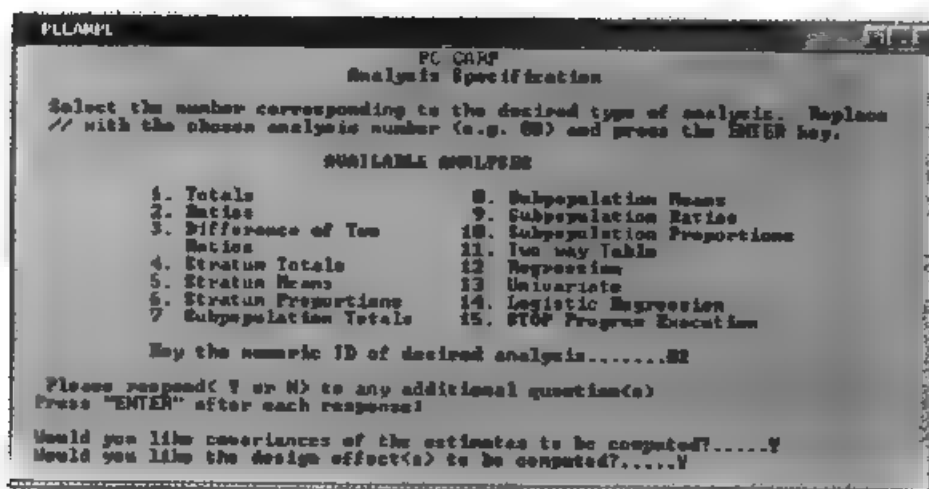 PC CARP
Analysis Specification
Select the number corresponding to the desired type of analysis. Replace
// with the chosen analysis number (e.g. 08) and press the ENTER key.
AVAILABLE ANALYSES
1. Totals
2. Ratios
3. Difference of Two
Ratios
4. Stratum Totals
5. Stratum Means
6. Stratum Proportions
7 Subpopulation Totals
8. Subpopulation Means
9. Subpopulation Ratios
10. Subpopulation Proportions
11. Two way Table
12 Regression
13 Univariate
14. Logistic Regression
15. STOP Program Execution
Key the numeric ID of desired analysis.......
Please respond( Y or N) to any additional question(s)
Press "ENTER" after each response:
Would you like covariances of the estimates to be computed?.....Y
Would you like the design effect(s) to be computed?.....Y